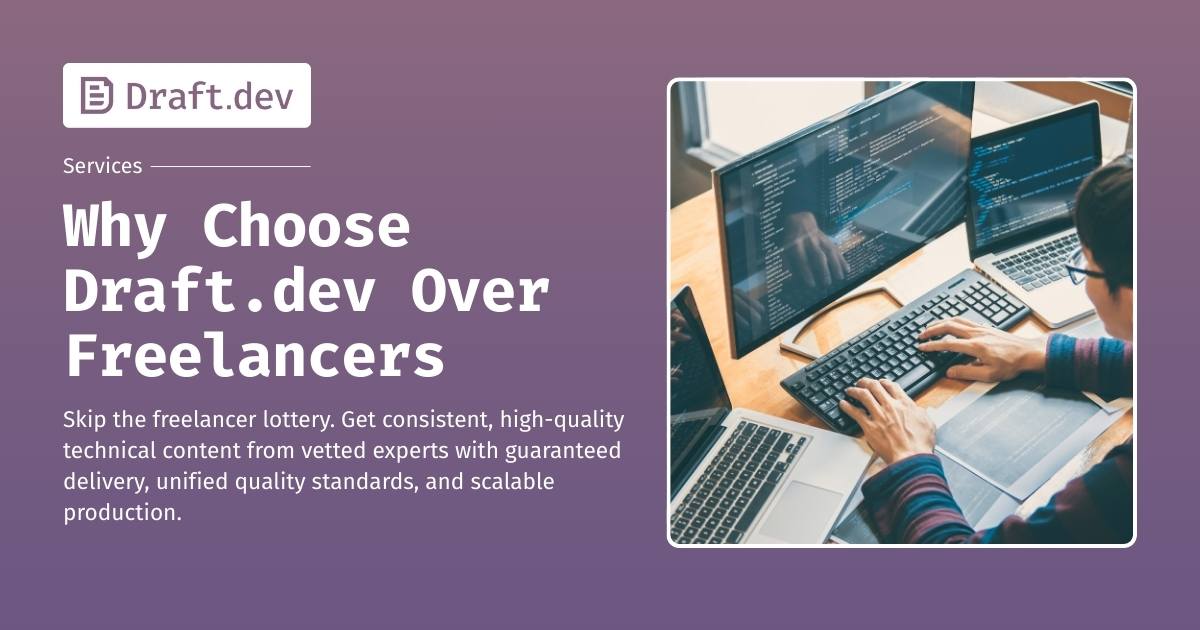 Draft.dev
Services
Why Choose
Draft.dev Over
Freelancers
Skip the freelancer lottery. Get consistent, high-quality
technical content from vetted experts with guaranteed
delivery, unified quality standards, and scalable
production.